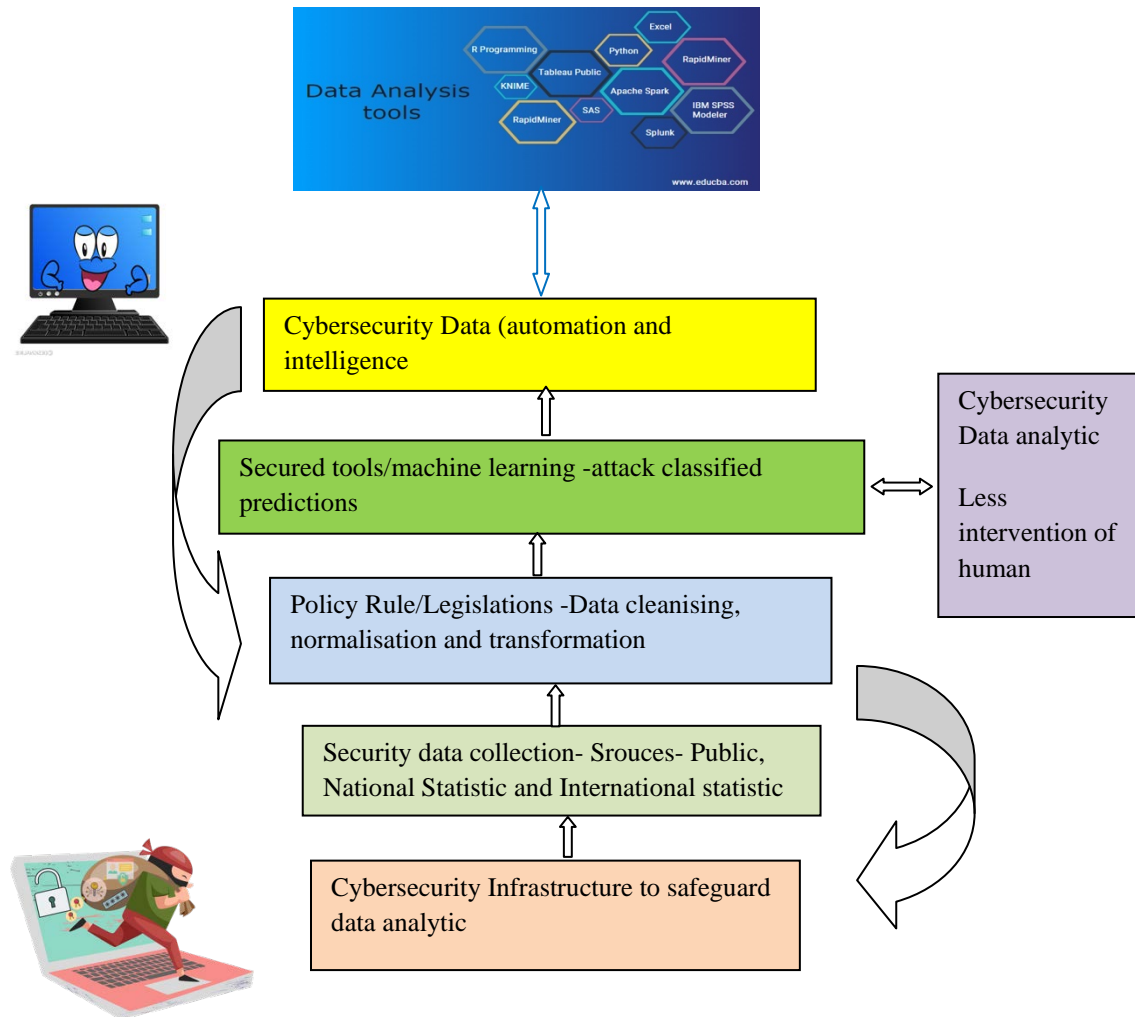 Data Analysis
tools
R Programming
Excel
Python
RapidMiner
Tableau Public
KNIME
Apache Spark
SAS
IBM SPSS
Modeler
RapidMiner
Splunk
www.educba.com
Cybersecurity Data (automation and
intelligence
Secured tools/machine learning -attack classified
predictions
Cybersecurity
Data analytic
Less
intervention of
human
Policy Rule/Legislations -Data cleanising,
normalisation and transformation
Security data collection- Srouces- Public,
National Statistic and International statistic
Cybersecurity Infrastructure to safeguard
data analytic